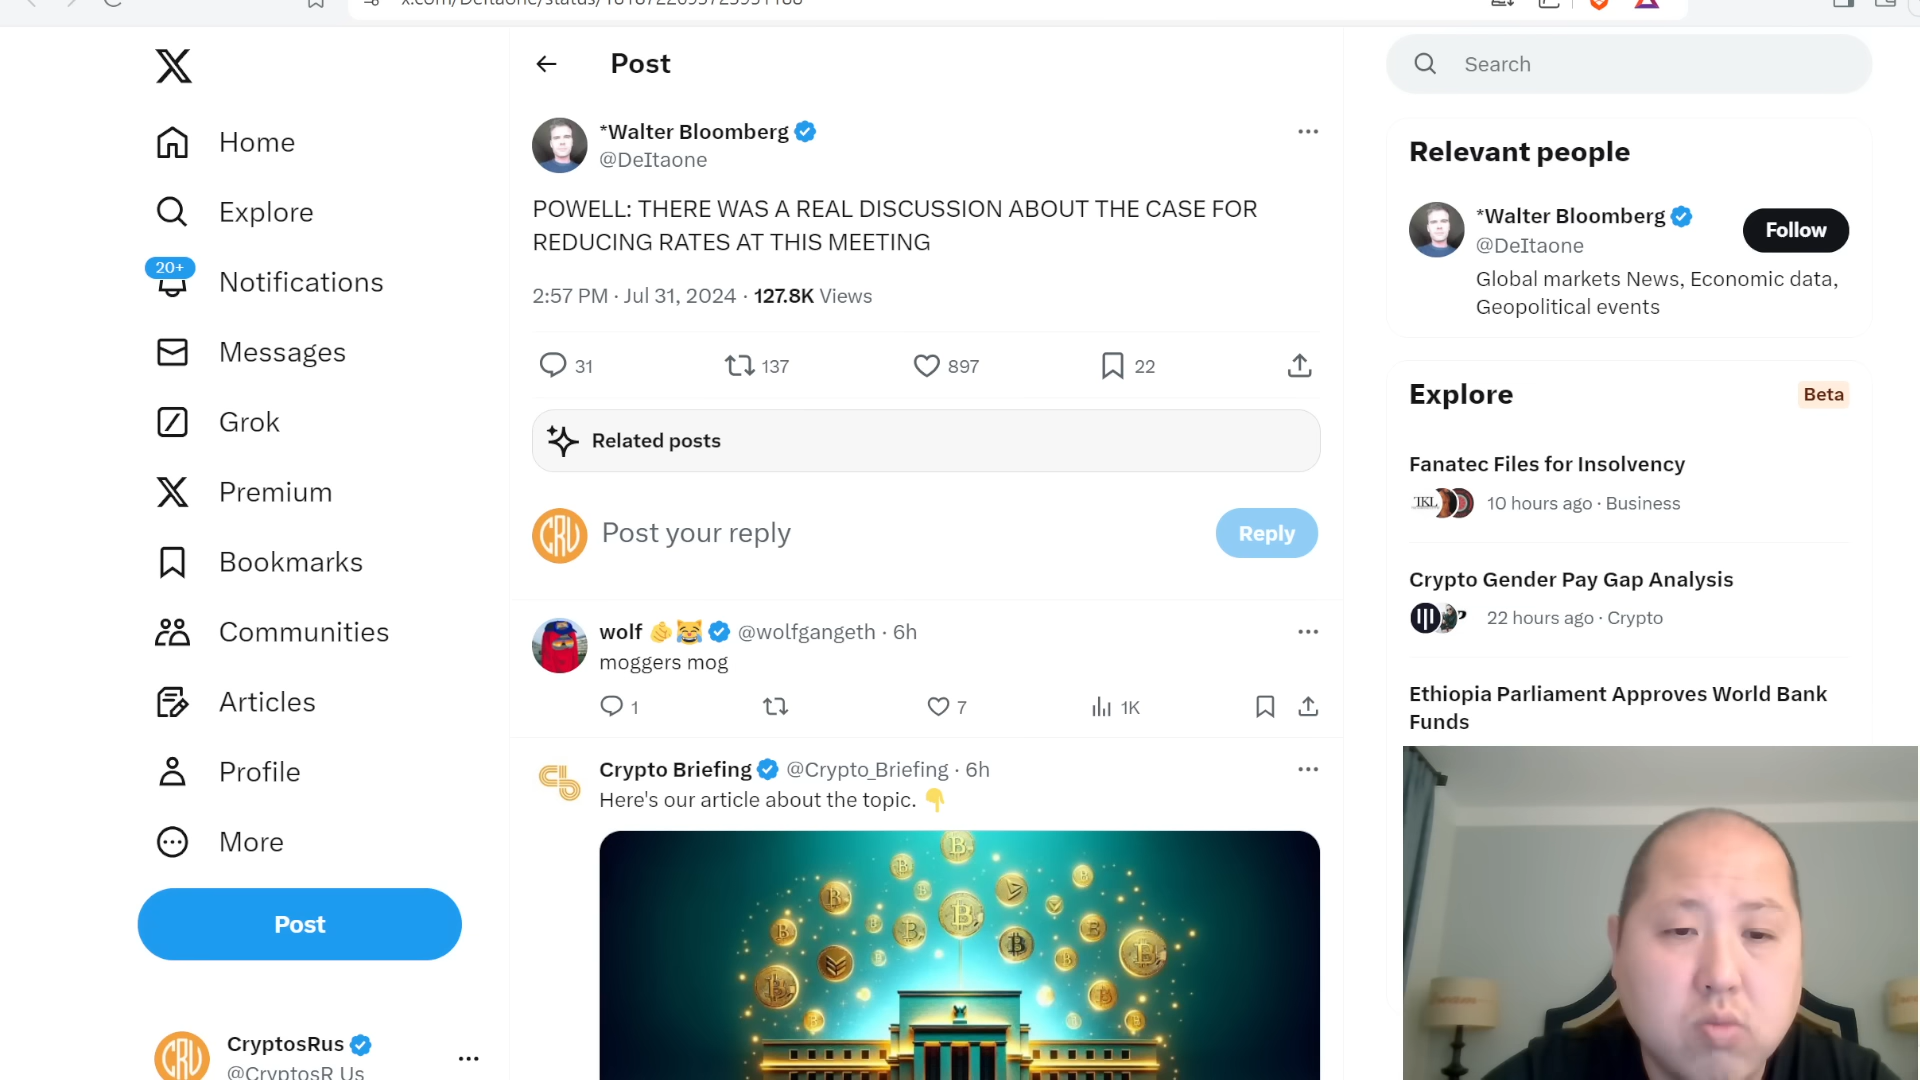 Post
Search
*Walter Bloomberg
@DeItaone
POWELL: THERE WAS A REAL DISCUSSION ABOUT THE CASE FOR
REDUCING RATES AT THIS MEETING
2:57 PM · Jul 31, 2024 · 127.8K Views
31
137
897
22
Related posts
Post your reply
Reply
wolf @wolfgangeth · 6h
moggers mog
1
7
1K
Crypto Briefing @Crypto_Briefing · 6h
Here's our article about the topic. 👇
Home
Explore
20+
Notifications
Messages
Grok
Premium
Bookmarks
Communities
Articles
Profile
More
Post
CRU
CryptosRus
@CryptosR_Us
Relevant people
*Walter Bloomberg
@DeItaone
Follow
Global markets News, Economic data,
Geopolitical events
Explore
Beta
Fanatec Files for Insolvency
10 hours ago · Business
Crypto Gender Pay Gap Analysis
22 hours ago · Crypto
Ethiopia Parliament Approves World Bank
Funds